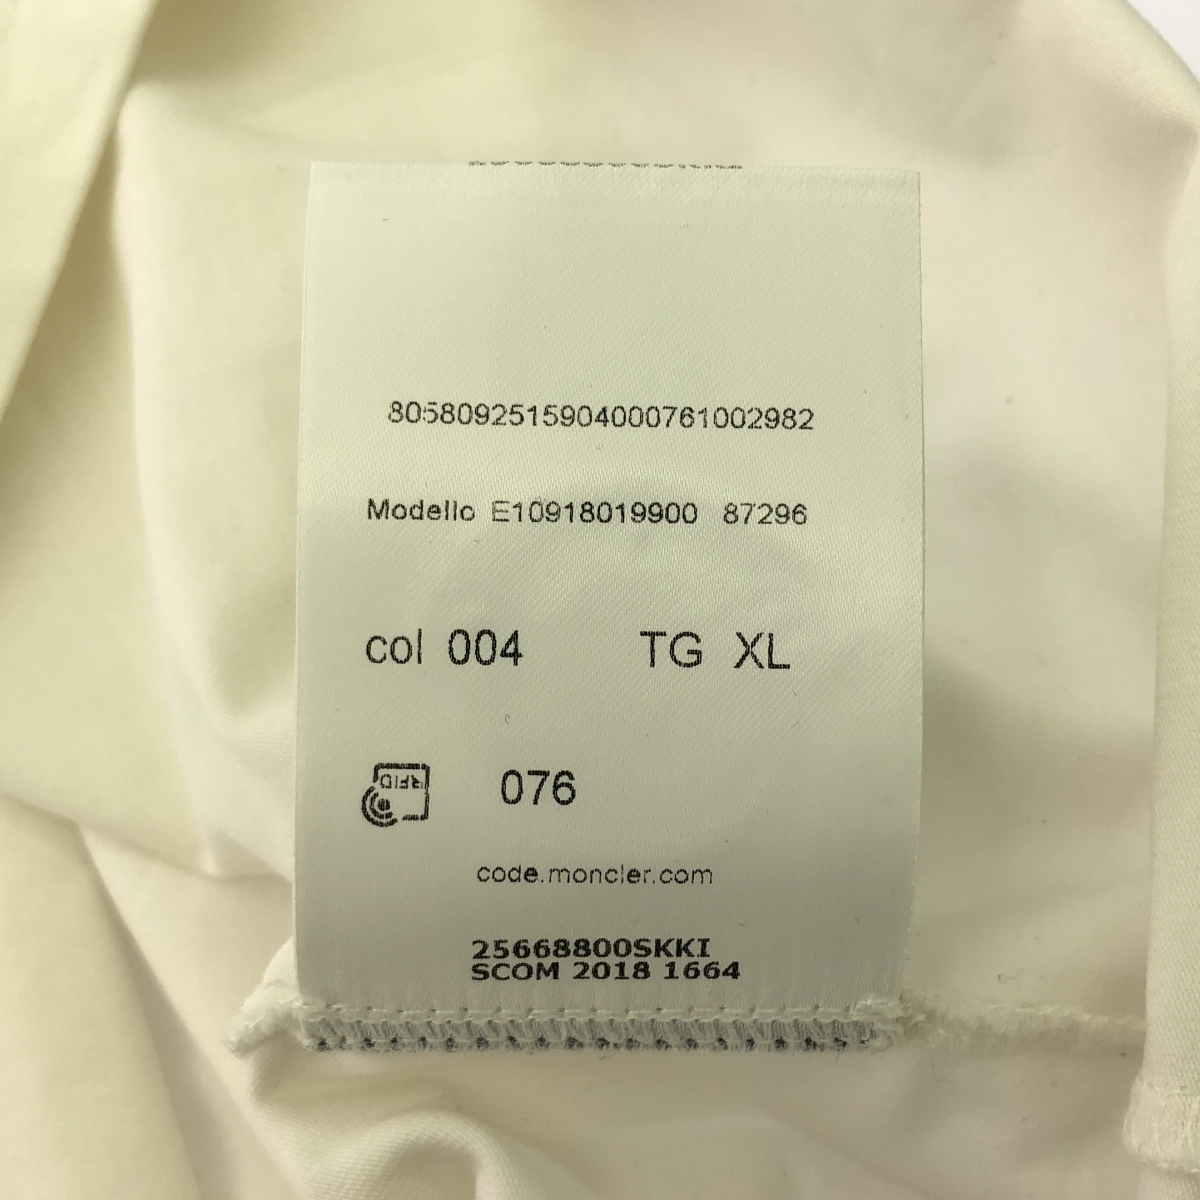 8058092515904000761002982
Modello E10918019900 87296
col 004 TG XL
RFID 076
code.moncler.com
25668800SKKI
SCOM 2018 1664